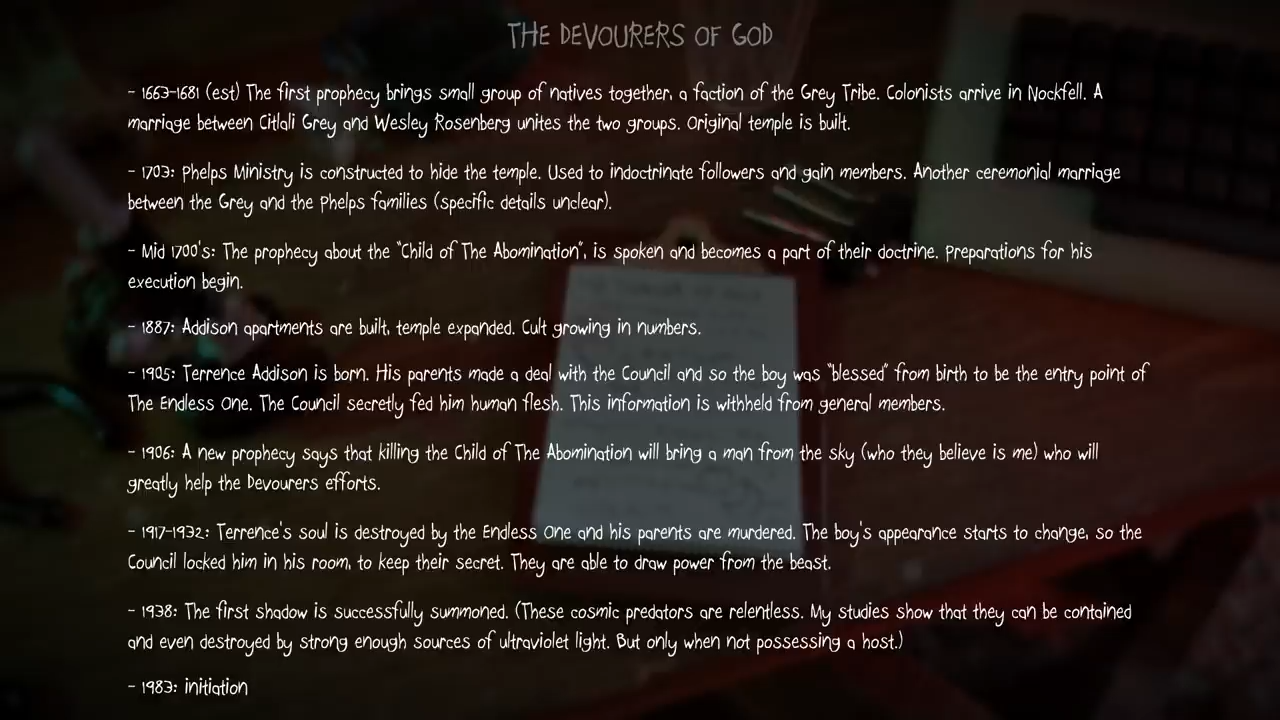 THE DEVOURERS OF GOD
- 1663-1681 (est) The first prophecy brings small group of natives together, a faction of the Grey Tribe. Colonists arrive in Nockfell. A
marriage between Citlali Grey and Wesley Rosenberg unites the two groups. Original temple is built.
- 1703: Phelps Ministry is constructed to hide the temple. Used to indoctrinate followers and gain members. Another ceremonial marriage
between the Grey and the Phelps families (specific details unclear).
- Mid 1700's: The prophecy about the "Child of The Abomination", is spoken and becomes a part of their doctrine. Preparations for his
execution begin.
- 1887: Addison apartments are built, temple expanded. Cult growing in numbers.
- 1905: Terrence Addison is born. His parents made a deal with the Council and so the boy was "blessed" from birth to be the entry point of
The Endless One. The Council secretly fed him human flesh. This information is withheld from general members.
- 1906: A new prophecy says that killing the Child of The Abomination will bring a man from the sky (who they believe is me) who will
greatly help the Devourers efforts.
- 1917-1932: Terrence's soul is destroyed by the Endless One and his parents are murdered. The boy's appearance starts to change, so the
Council locked him in his room, to keep their secret. They are able to draw power from the beast.
- 1938: The first shadow is successfully summoned. (These cosmic predators are relentless. My studies show that they can be contained
and even destroyed by strong enough sources of ultraviolet light. But only when not possessing a host.)
- 1983: initiation